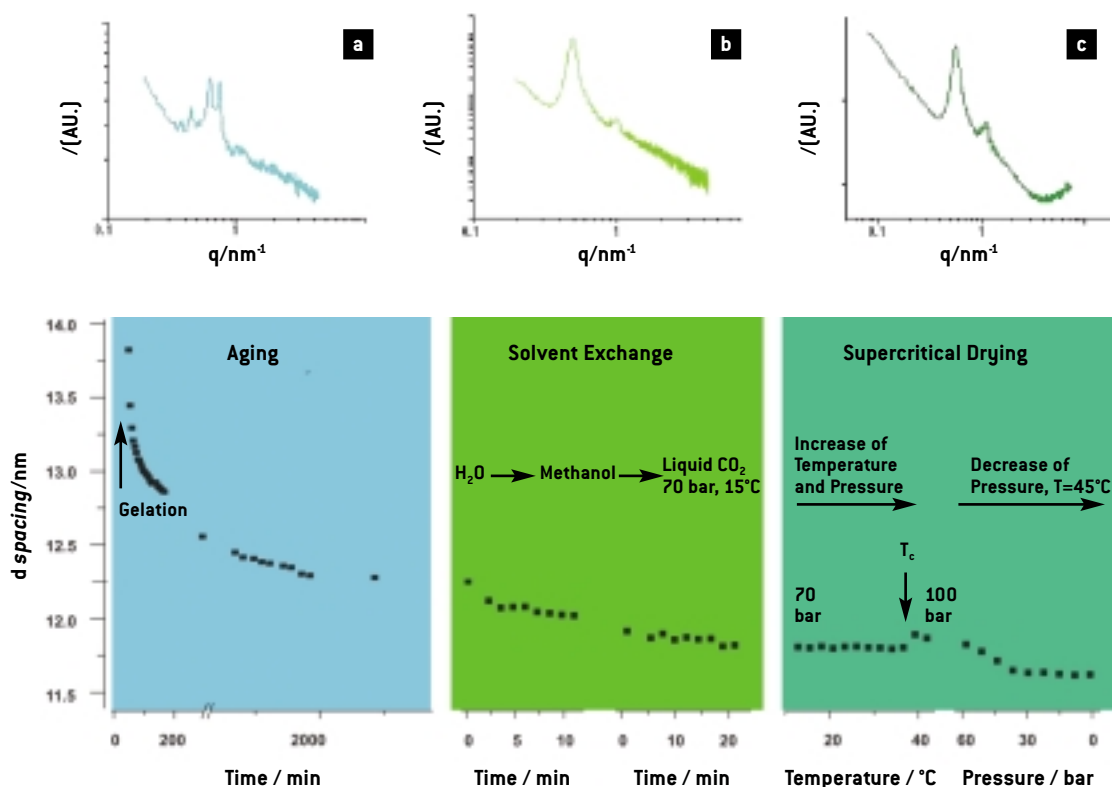 a
b
c
/(AU.)
/(AU.)
/(AU.)
0.1 1
0.1 1
0.1 1
q/nm-1
q/nm-1
q/nm-1
d spacing/nm
14.0
13.5
13.0
12.5
12.0
11.5
Aging
Gelation
Solvent Exchange
H2O
Methanol
Liquid CO2
70 bar, 15°C
Supercritical Drying
Increase of
Temperature
and Pressure
Decrease of
Pressure, T=45°C
Tc
70
bar
100
bar
0 200 2000
0 5 10
0 10 20
20 40
60 30 0
Time / min
Time / min
Time / min
Temperature / °C
Pressure / bar